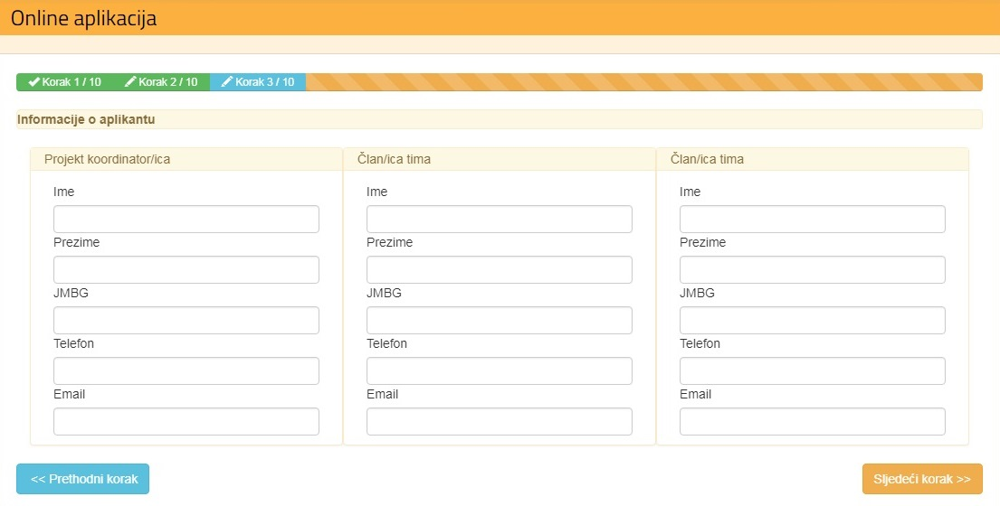 Online aplikacija
Korak 1 / 10 Korak 2 / 10 Korak 3 / 10
Informacije o aplikantu
Projekt koordinator/ica
Ime
Prezime
JMBG
Telefon
Email
Član/ica tima
Ime
Prezime
JMBG
Telefon
Email
Član/ica tima
Ime
Prezime
JMBG
Telefon
Email
<< Prethodni korak
Sljedeći korak >>